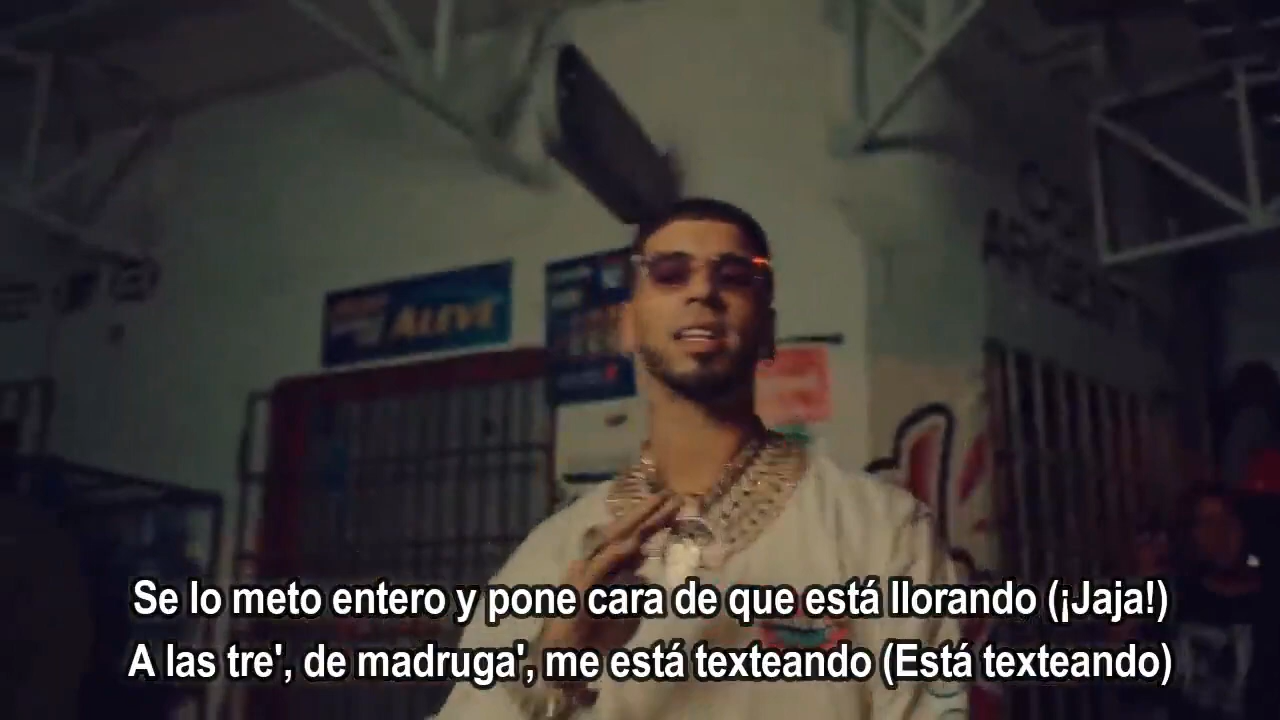 ALEVE
Se lo meto entero y pone cara de que está llorando (¡Jaja!)
A las tre', de madruga', me está texteando (Está texteando)